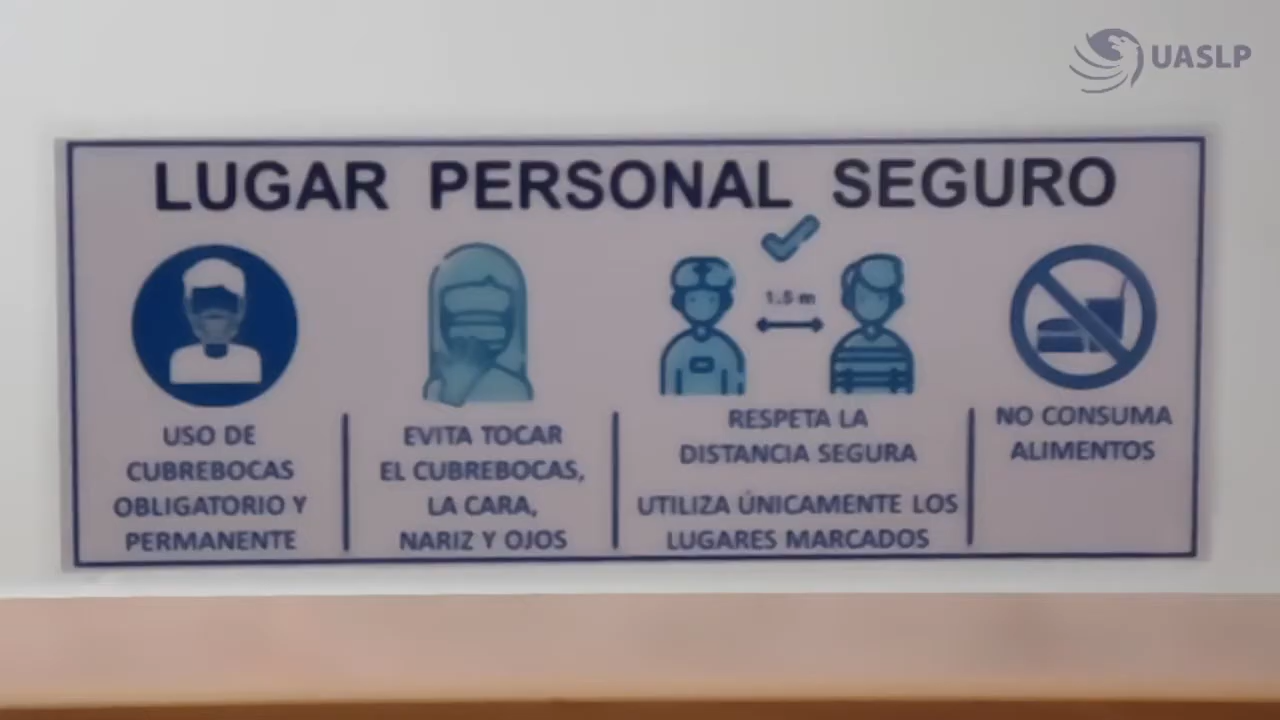 UASLP
LUGAR PERSONAL SEGURO
1.5 m
USO DE
CUBREBOCAS
OBLIGATORIO Y
PERMANENTE
EVITA TOCAR
EL CUBREBOCAS,
LA CARA,
NARIZ Y OJOS
RESPETA LA
DISTANCIA SEGURA
UTILIZA ÚNICAMENTE LOS
LUGARES MARCADOS
NO CONSUMA
ALIMENTOS